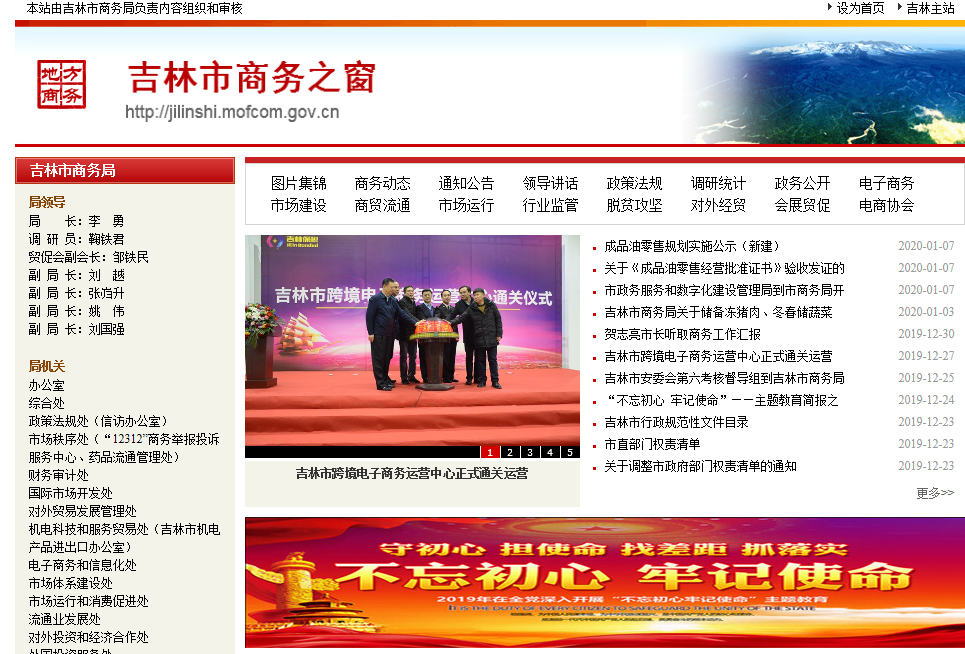 本站由吉林市商务局负责内容组织和审核
设为首页 吉林主站
地方商务
吉林市商务之窗
http://jilinshi.mofcom.gov.cn
吉林市商务局
局领导
局 长：李 勇
调 研 员：鞠铁君
贸促会副会长：邹铁民
副 局 长：刘 越
副 局 长：张岿升
副 局 长：姚 伟
副 局 长：刘国强
局机关
办公室
综合处
政策法规处（信访办公室）
市场秩序处（“12312”商务举报投诉
服务中心、药品流通管理处）
财务审计处
国际市场开发处
对外贸易发展管理处
机电科技和服务贸易处（吉林市机电
产品进出口办公室）
电子商务和信息化处
市场体系建设处
市场运行和消费促进处
流通业发展处
对外投资和经济合作处
外国投资服务处
图片集锦 商务动态 通知公告 领导讲话 政策法规 调研统计 政务公开 电子商务
市场建设 商贸流通 市场运行 行业监管 脱贫攻坚 对外经贸 会展贸促 电商协会
吉林保税
吉林市跨境电 运营 心通关仪式
1 2 3 4 5
吉林市跨境电子商务运营中心正式通关运营
成品油零售规划实施公示（新建） 2020-01-07
关于《成品油零售经营批准证书》验收发证的 2020-01-07
市政务服务和数字化建设管理局到市商务局开 2020-01-07
吉林市商务局关于储备冻猪肉、冬春储蔬菜 2020-01-03
贺志亮市长听取商务工作汇报 2019-12-30
吉林市跨境电子商务运营中心正式通关运营 2019-12-27
吉林市安委会第六考核督导组到吉林市商务局 2019-12-25
“不忘初心 牢记使命”－－主题教育简报之 2019-12-24
吉林市行政规范性文件目录 2019-12-23
市直部门权责清单 2019-12-23
关于调整市政府部门权责清单的通知 2019-12-23
更多>>
守初心 担使命 找差距 抓落实
不忘初心 牢记使命
2019年在全党深入开展“不忘初心牢记使命”主题教育
IT IS THE DUTY OF EVERY CITIZEN TO SAFEGUARD THE UNITY OF THE STATE